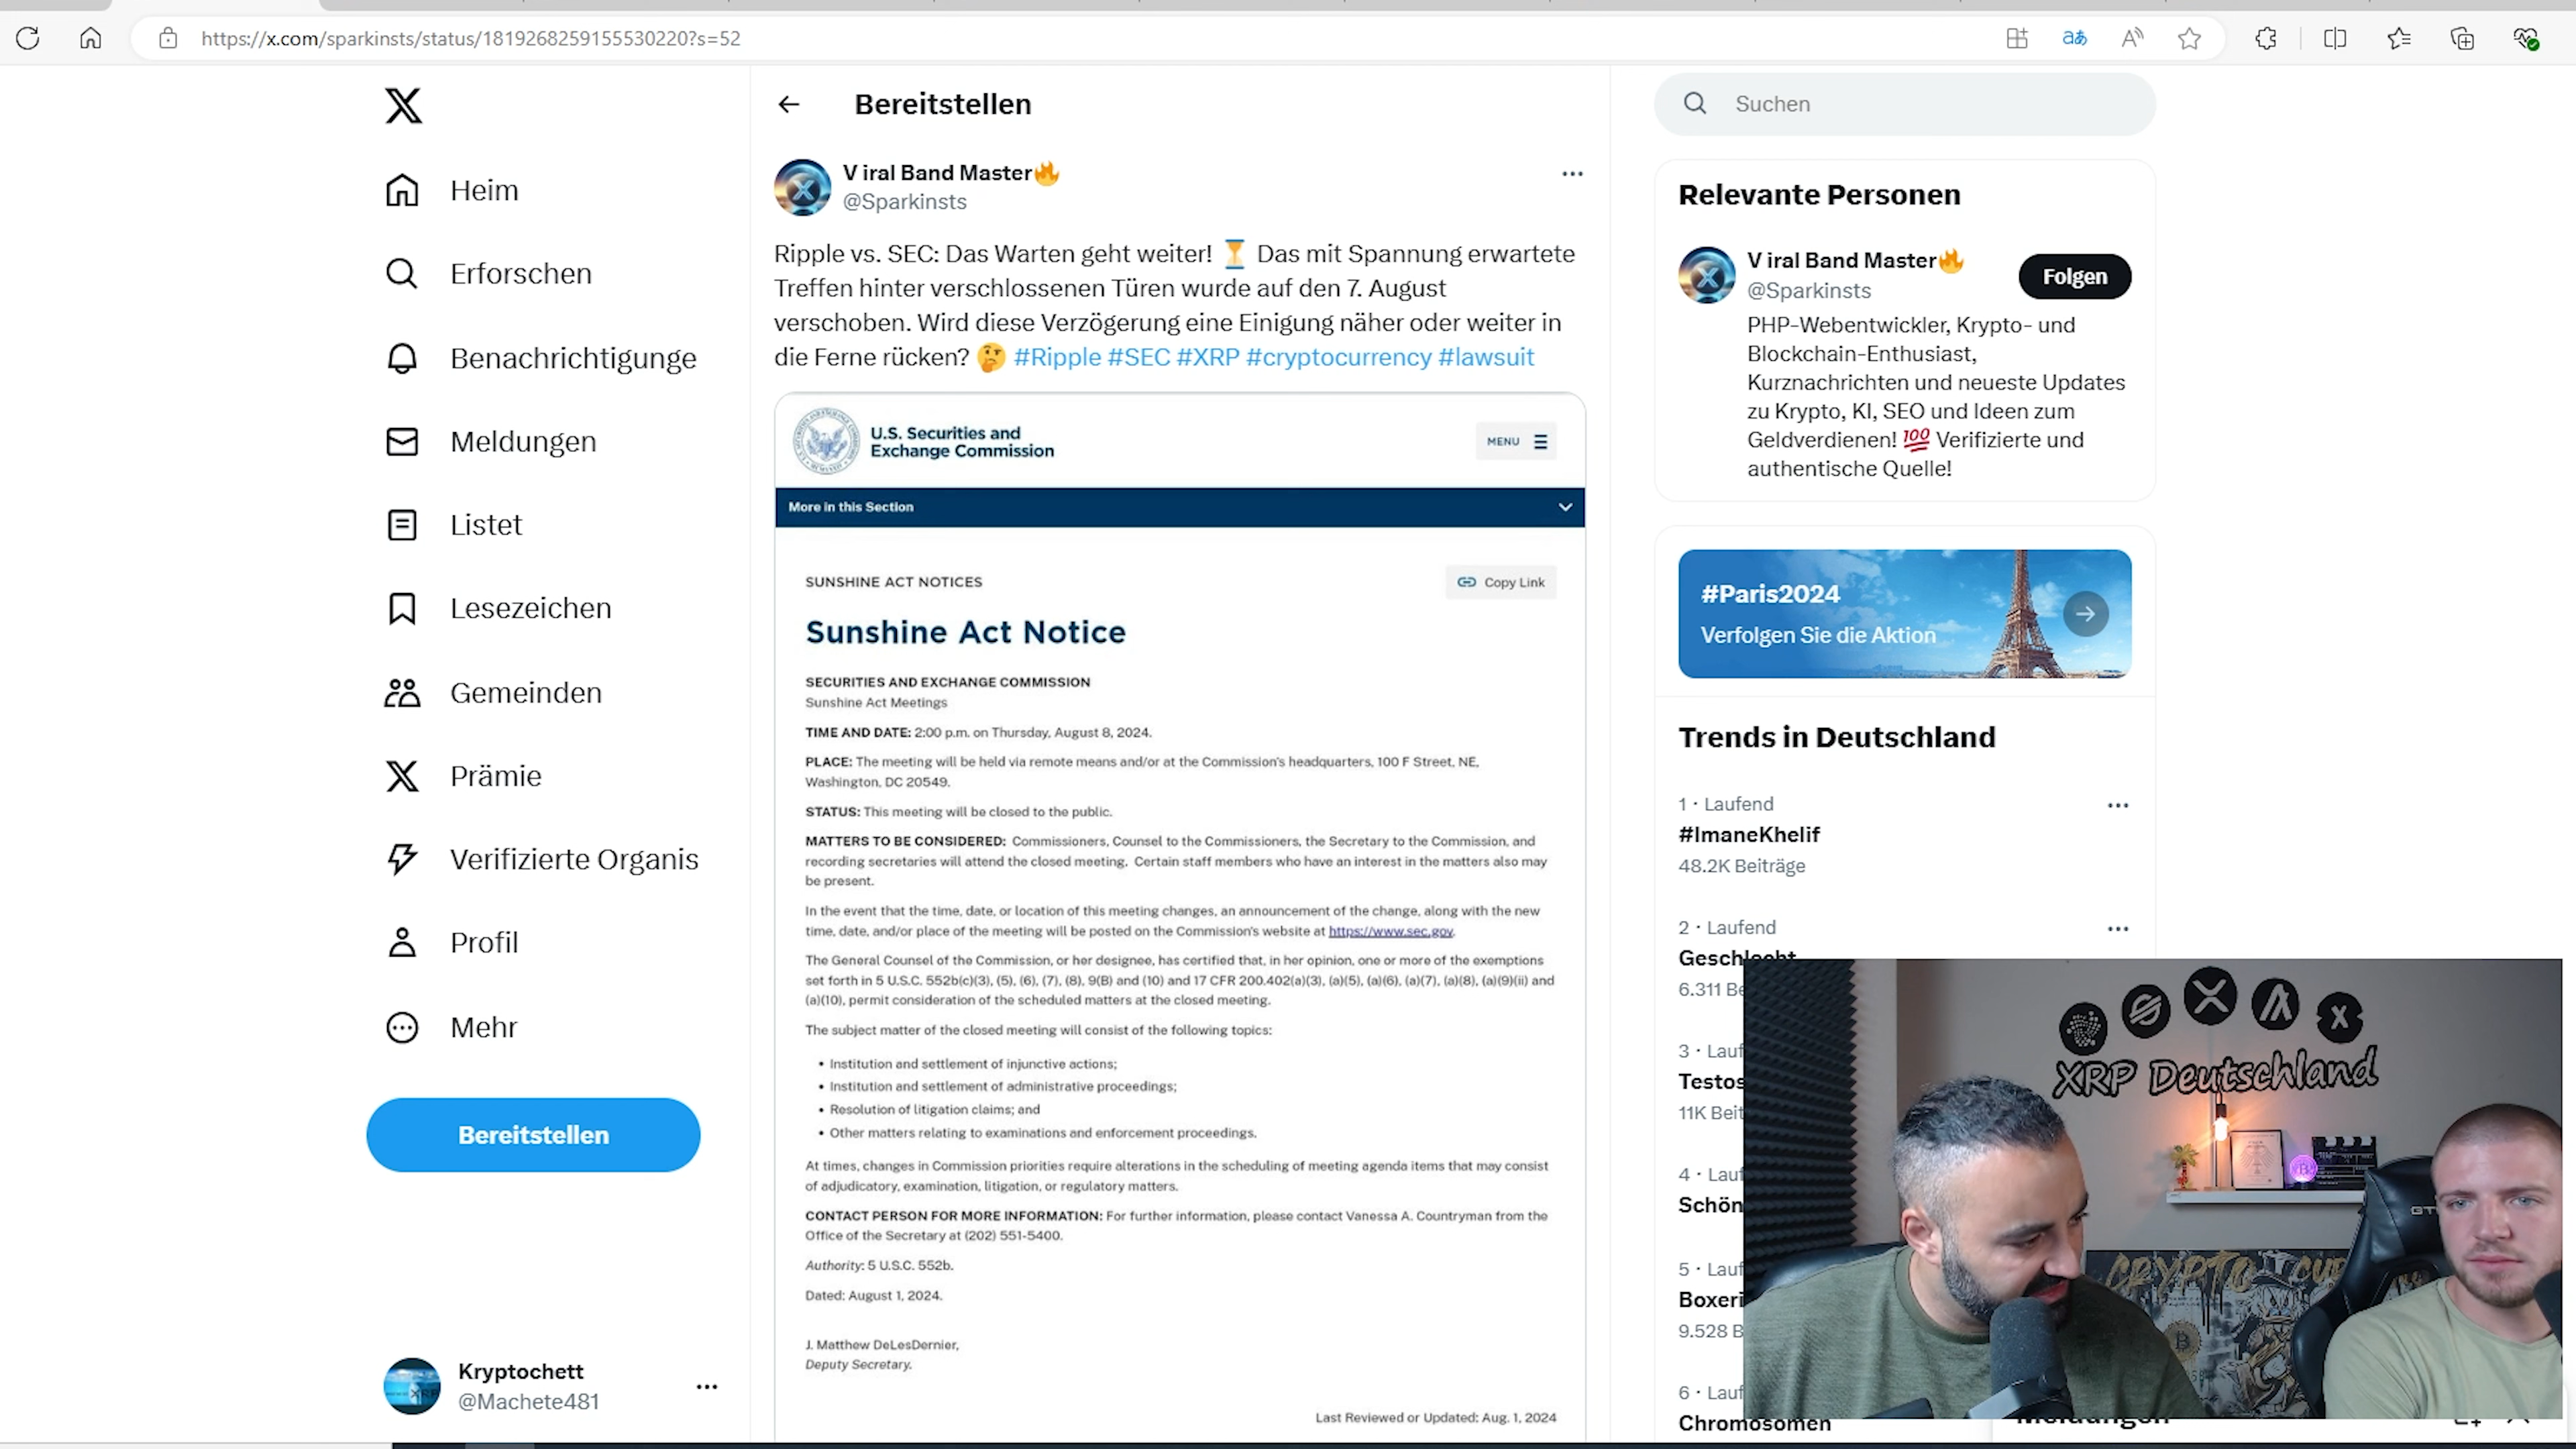 https://x.com/sparkinsts/status/1819268259155530220?s=52
Heim
Erforschen
Benachrichtigunge
Meldungen
Listet
Lesezeichen
Gemeinden
Prämie
Verifizierte Organis
Profil
Mehr
Bereitstellen
Kryptochett
@Machete481
Bereitstellen
V iral Band Master🔥
@Sparkinsts
Ripple vs. SEC: Das Warten geht weiter! ⏳ Das mit Spannung erwartete
Treffen hinter verschlossenen Türen wurde auf den 7. August
verschoben. Wird diese Verzögerung eine Einigung näher oder weiter in
die Ferne rücken? 🤔 #Ripple #SEC #XRP #cryptocurrency #lawsuit
U.S. Securities and
Exchange Commission
MENU
More in this Section
SUNSHINE ACT NOTICES
Copy Link
Sunshine Act Notice
SECURITIES AND EXCHANGE COMMISSION
Sunshine Act Meetings
TIME AND DATE: 2:00 p.m. on Thursday, August 8, 2024.
PLACE: The meeting will be held via remote means and/or at the Commission's headquarters, 100 F Street, NE,
Washington, DC 20549.
STATUS: This meeting will be closed to the public.
MATTERS TO BE CONSIDERED: Commissioners, Counsel to the Commissioners, the Secretary to the Commission, and
recording secretaries will attend the closed meeting. Certain staff members who have an interest in the matters also may
be present.
In the event that the time, date, or location of this meeting changes, an announcement of the change, along with the new
time, date, and/or place of the meeting will be posted on the Commission's website at https://www.sec.gov.
The General Counsel of the Commission, or her designee, has certified that, in her opinion, one or more of the exemptions
set forth in 5 U.S.C. 552b(c)(3), (5), (6), (7), (8), 9(B) and (10) and 17 CFR 200.402(a)(3), (a)(5), (a)(6), (a)(7), (a)(8), (a)(9)(ii) and
(a)(10), permit consideration of the scheduled matters at the closed meeting.
The subject matter of the closed meeting will consist of the following topics:
• Institution and settlement of injunctive actions;
• Institution and settlement of administrative proceedings;
• Resolution of litigation claims; and
• Other matters relating to examinations and enforcement proceedings.
At times, changes in Commission priorities require alterations in the scheduling of meeting agenda items that may consist
of adjudicatory, examination, litigation, or regulatory matters.
CONTACT PERSON FOR MORE INFORMATION: For further information, please contact Vanessa A. Countryman from the
Office of the Secretary at (202) 551-5400.
Authority: 5 U.S.C. 552b.
Dated: August 1, 2024.
J. Matthew DeLesDernier,
Deputy Secretary.
Last Reviewed or Updated: Aug. 1, 2024
Suchen
Relevante Personen
V iral Band Master🔥
@Sparkinsts
Folgen
PHP-Webentwickler, Krypto- und
Blockchain-Enthusiast,
Kurznachrichten und neueste Updates
zu Krypto, KI, SEO und Ideen zum
Geldverdienen! 💯 Verifizierte und
authentische Quelle!
#Paris2024
Verfolgen Sie die Aktion
Trends in Deutschland
1 · Laufend
#ImaneKhelif
48.2K Beiträge
2 · Laufend
Geschlecht
6.311 Be
3 · Lauf
Testos
11K Beit
4 · Lauf
Schön
5 · Lauf
Boxeri
9.528 B
6 · Lauf
Chromosomen
Meldungen
XRP Deutschland
CRYPTO